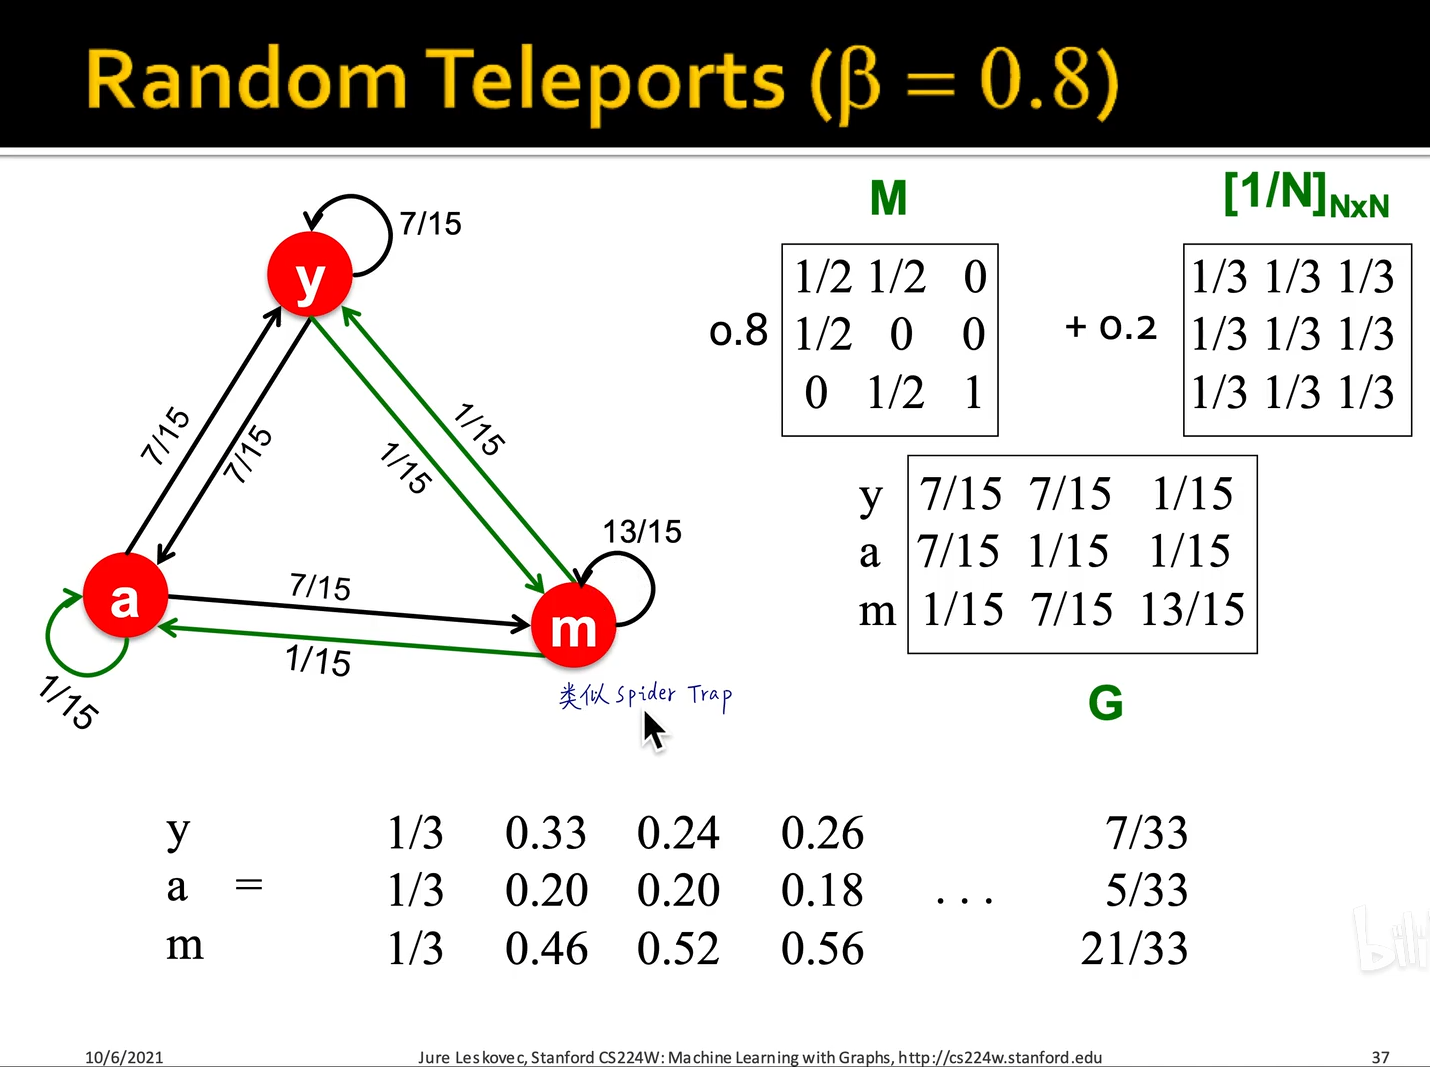 Random Teleports (β = 0.8)
M
[1/N]NxN
7/15
1/2 1/2 0
1/3 1/3 1/3
y
0.8
1/2 0 0
+ 0.2
1/3 1/3 1/3
0 1/2 1
1/3 1/3 1/3
7/15
7/15
1/15
1/15
y 7/15 7/15 1/15
a 7/15 1/15 1/15
m 1/15 7/15 13/15
13/15
7/15
a
m
1/15
1/15
类似 Spider Trap
G
y 1/3 0.33 0.24 0.26 7/33
a = 1/3 0.20 0.20 0.18 . . . 5/33
m 1/3 0.46 0.52 0.56 21/33
bili
10/6/2021
Jure Leskovec, Stanford CS224W: Machine Learning with Graphs, http://cs224w.stanford.edu
37